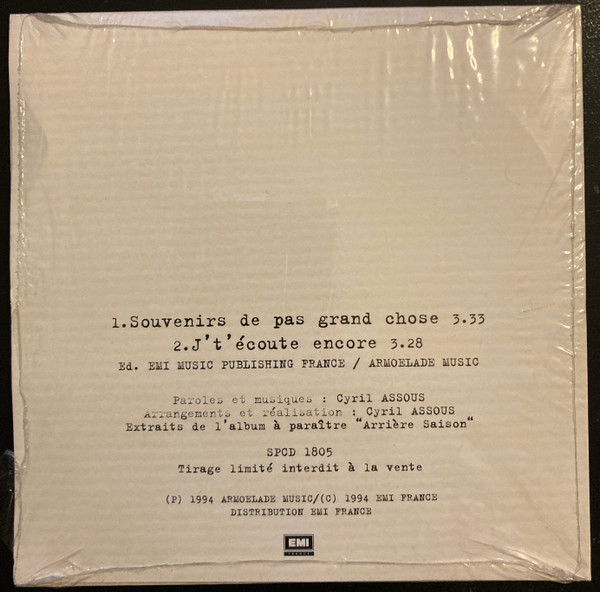 1.Souvenirs de pas grand chose 3.33
2.J't'écoute encore 3.28
Ed. EMI MUSIC PUBLISHING FRANCE / ARMOELADE MUSIC
Paroles et musiques : Cyril ASSOUS
Arrangements et réalisation : Cyril ASSOUS
Extraits de l'album à paraître "Arrière Saison"
SPCD 1805
Tirage limité interdit à la vente
(P) 1994 ARMOELADE MUSIC/(C) 1994 EMI FRANCE
DISTRIBUTION EMI FRANCE
EMI
FRANCE